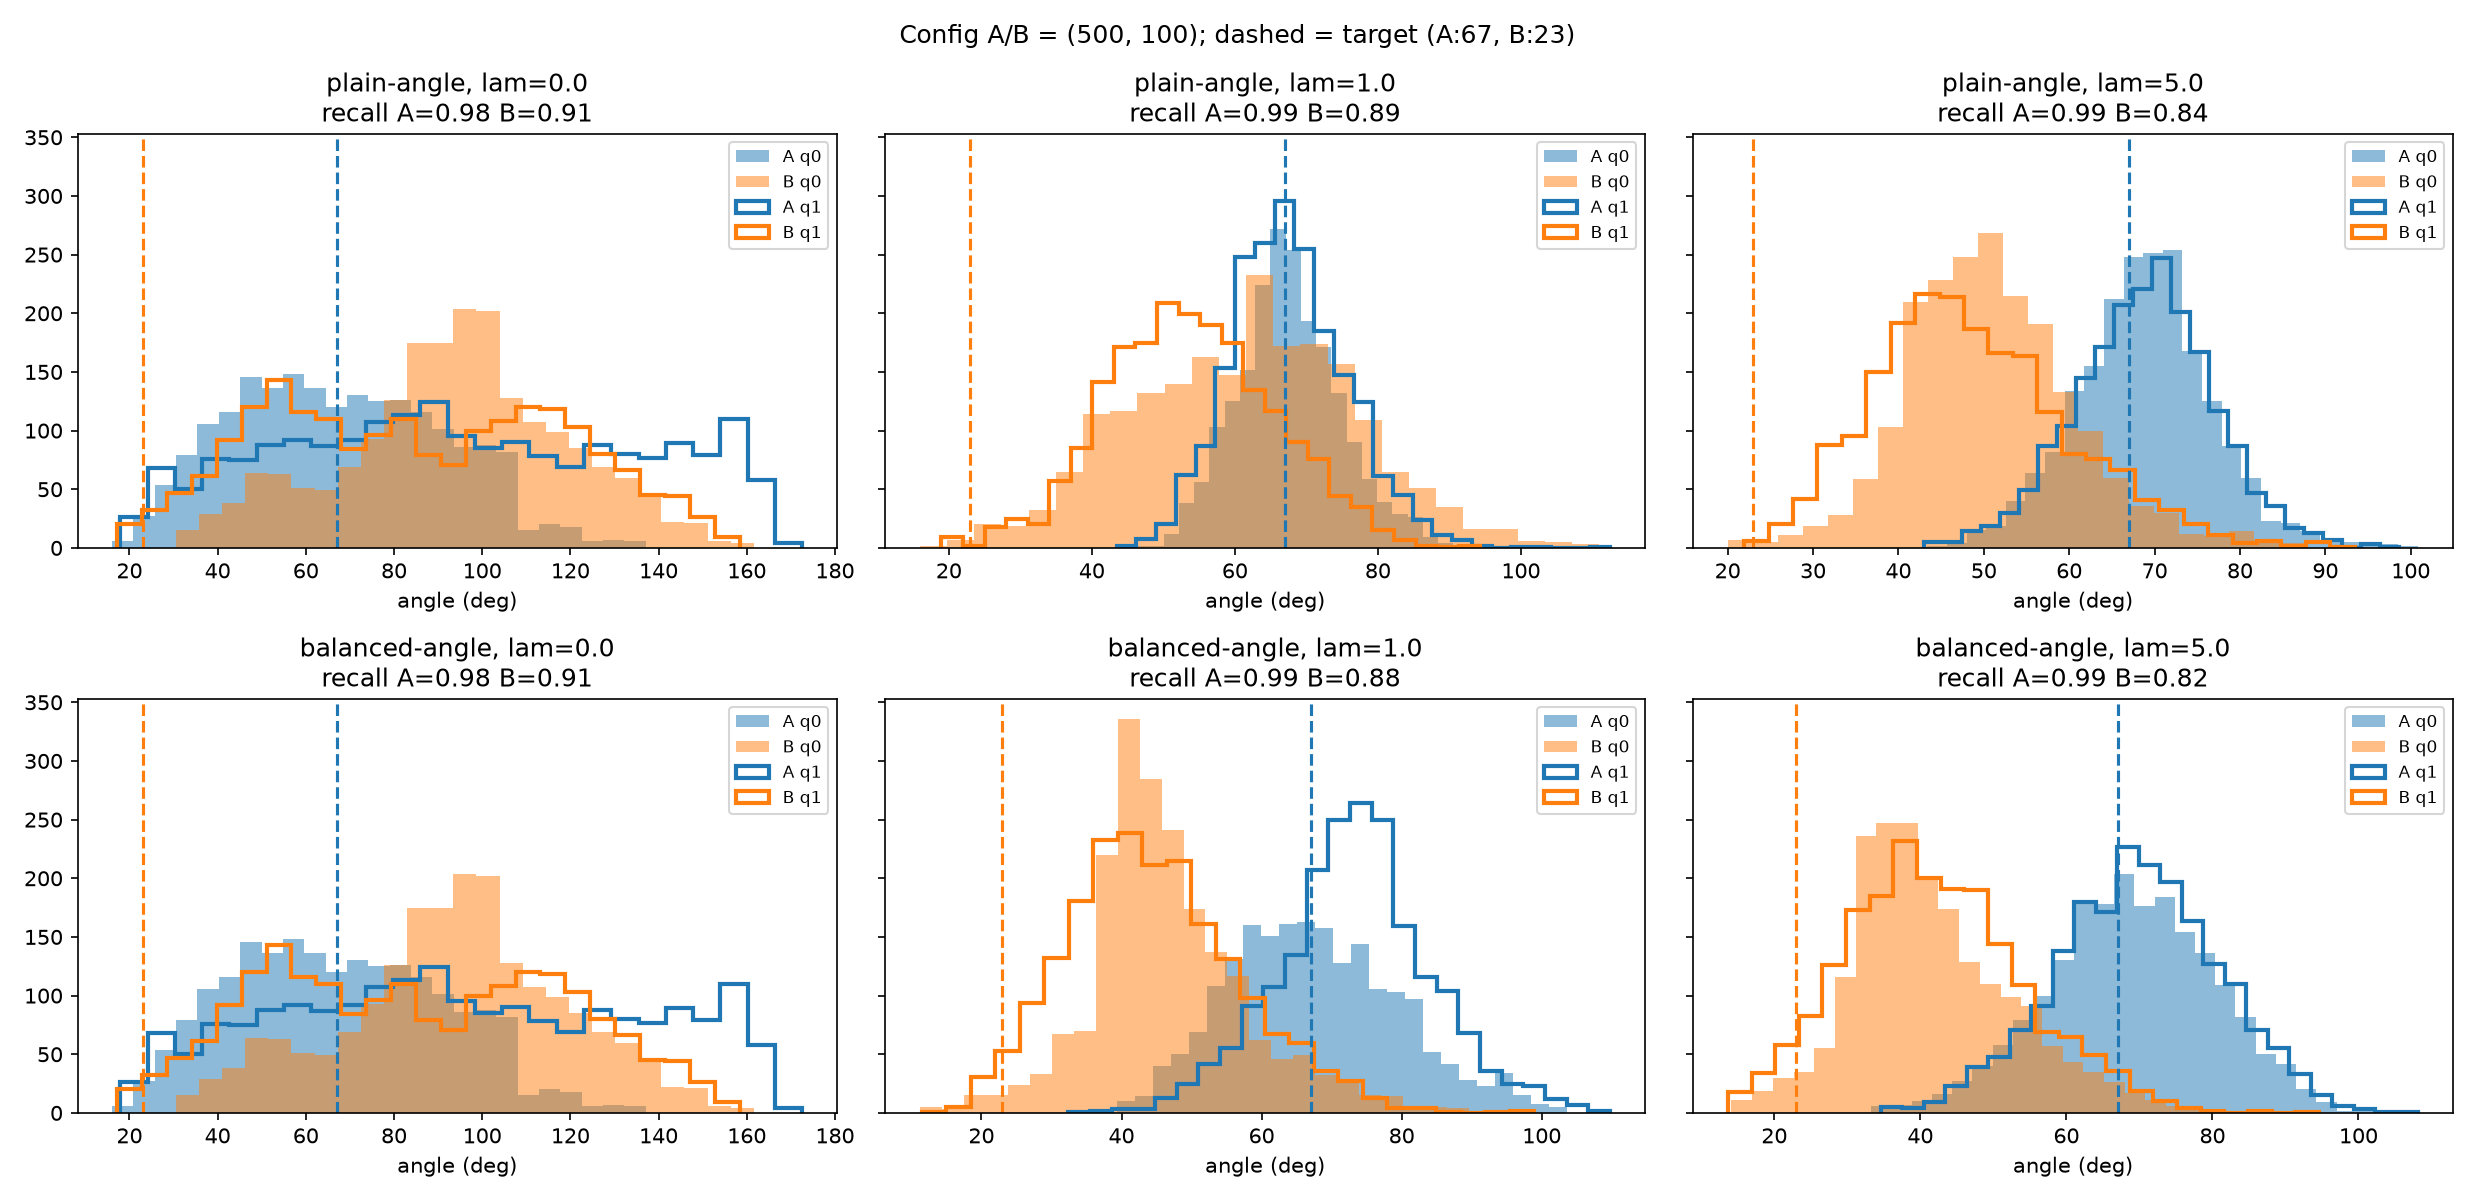 Config A/B = (500, 100); dashed = target (A:67, B:23)
plain-angle, lam=0.0
recall A=0.98 B=0.91
350
300
250
200
150
100
50
0
A q0
B q0
A q1
B q1
20 40 60 80 100 120 140 160 180
angle (deg)
plain-angle, lam=1.0
recall A=0.99 B=0.89
A q0
B q0
A q1
B q1
20 40 60 80 100
angle (deg)
plain-angle, lam=5.0
recall A=0.99 B=0.84
A q0
B q0
A q1
B q1
20 30 40 50 60 70 80 90 100
angle (deg)
balanced-angle, lam=0.0
recall A=0.98 B=0.91
350
300
250
200
150
100
50
0
A q0
B q0
A q1
B q1
20 40 60 80 100 120 140 160 180
angle (deg)
balanced-angle, lam=1.0
recall A=0.99 B=0.88
A q0
B q0
A q1
B q1
20 40 60 80 100
angle (deg)
balanced-angle, lam=5.0
recall A=0.99 B=0.82
A q0
B q0
A q1
B q1
20 40 60 80 100
angle (deg)